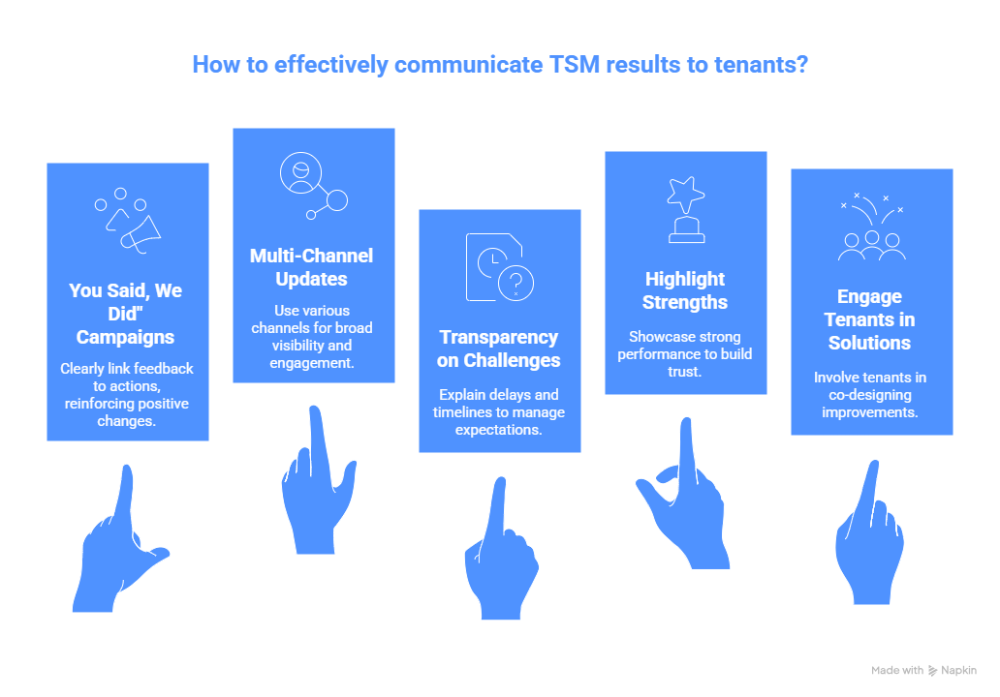 How to effectively communicate TSM results to tenants?
You Said, We
Did"
Campaigns
Clearly link feedback
to actions,
reinforcing positive
changes.
Multi-Channel
Updates
Use various
channels for broad
visibility and
engagement.
Transparency
on Challenges
Explain delays and
timelines to manage
expectations.
Highlight
Strengths
Showcase strong
performance to build
trust.
Engage
Tenants in
Solutions
Involve tenants in
co-designing
improvements.
Made with Napkin